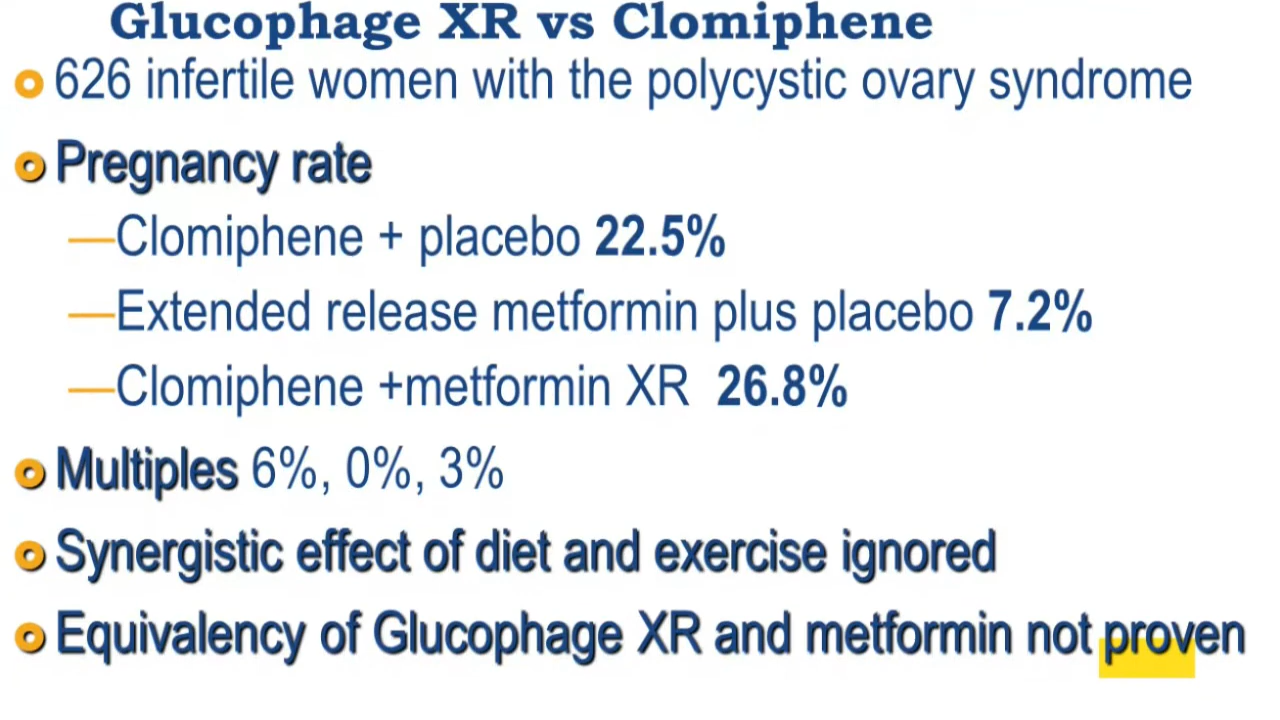 Glucophage XR vs Clomiphene
626 infertile women with the polycystic ovary syndrome
Pregnancy rate
—Clomiphene + placebo 22.5%
—Extended release metformin plus placebo 7.2%
—Clomiphene +metformin XR 26.8%
Multiples 6%, 0%, 3%
Synergistic effect of diet and exercise ignored
Equivalency of Glucophage XR and metformin not proven